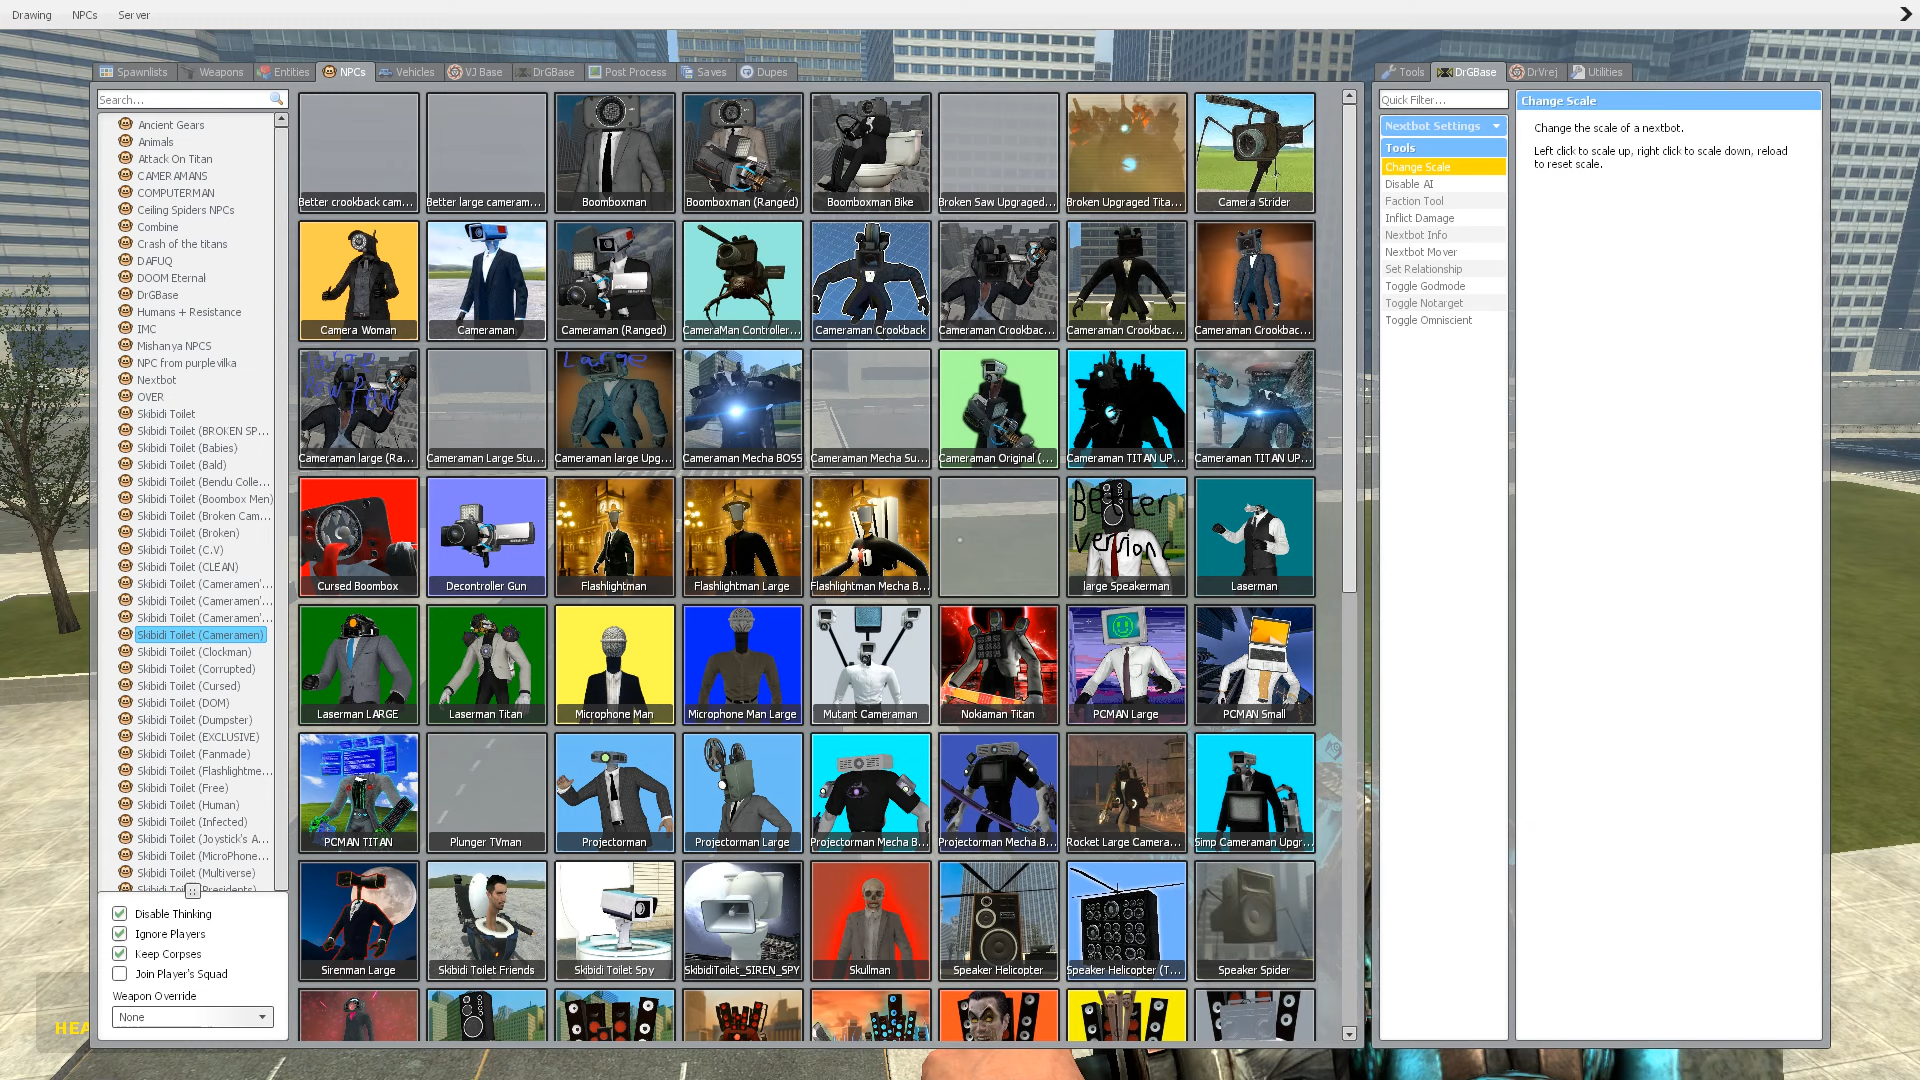 Drawing NPCs Server
Spawnlists Weapons Entities NPCs Vehicles VJ Base DrGBase Post Process Saves Dupes
Tools DrGBase DrVrej Utilities
Search...
Ancient Gears
Animals
Attack On Titan
CAMERAMANS
COMPUTERMAN
Ceiling Spiders NPCs
Combine
Crash of the titans
DAFUQ
DOOM Eternal
DrGBase
Humans + Resistance
IMC
Mishanya NPCS
NPC from purplevilka
Nextbot
OVER
Skibidi Toilet
Skibidi Toilet (BROKEN SP...
Skibidi Toilet (Babies)
Skibidi Toilet (Bald)
Skibidi Toilet (Bendu Colle...
Skibidi Toilet (Boombox Men)
Skibidi Toilet (Broken Cam...
Skibidi Toilet (Broken)
Skibidi Toilet (C.V)
Skibidi Toilet (CLEAN)
Skibidi Toilet (Cameramen'...
Skibidi Toilet (Cameramen'...
Skibidi Toilet (Cameramen'...
Skibidi Toilet (Cameramen)
Skibidi Toilet (Clockman)
Skibidi Toilet (Corrupted)
Skibidi Toilet (Cursed)
Skibidi Toilet (DOM)
Skibidi Toilet (Dumpster)
Skibidi Toilet (EXCLUSIVE)
Skibidi Toilet (Fanmade)
Skibidi Toilet (Flashlightme...
Skibidi Toilet (Free)
Skibidi Toilet (Human)
Skibidi Toilet (Infected)
Skibidi Toilet (Joystick's A...
Skibidi Toilet (MicroPhone...
Skibidi Toilet (Multiverse)
Skibidi Toilet (Presidents)
Disable Thinking
Ignore Players
Keep Corpses
Join Player's Squad
Weapon Override
None
HEA
Better crookback cam... Better large cameram... Boomboxman Boomboxman (Ranged) Boomboxman Bike Broken Saw Upgraded... Broken Upgraded Tita... Camera Strider
Camera Woman Cameraman Cameraman (Ranged) CameraMan Controller... Cameraman Crookback Cameraman Crookbac... Cameraman Crookbac... Cameraman Crookbac...
Large
Cameraman large (Ra... Cameraman Large Stu... Cameraman large Upg... Cameraman Mecha BOSS Cameraman Mecha Su... Cameraman Original (... Cameraman TITAN UP... Cameraman TITAN UP...
Better
versionc
Cursed Boombox Decontroller Gun Flashlightman Flashlightman Large Flashlightman Mecha B... large Speakerman Laserman
Laserman LARGE Laserman Titan Microphone Man Microphone Man Large Mutant Cameraman Nokiaman Titan PCMAN Large PCMAN Small
PCMAN TITAN Plunger TVman Projectorman Projectorman Large Projectorman Mecha B... Projectorman Mecha B... Rocket Large Camera... Simp Cameraman Upgr...
Sirenman Large Skibidi Toilet Friends Skibidi Toilet Spy SkibidiToilet_SIREN_SPY Skullman Speaker Helicopter Speaker Helicopter (T... Speaker Spider
Quick Filter...
Nextbot Settings
Tools
Change Scale
Disable AI
Faction Tool
Inflict Damage
Nextbot Info
Nextbot Mover
Set Relationship
Toggle Godmode
Toggle Notarget
Toggle Omniscient
Change Scale
Change the scale of a nextbot.
Left click to scale up, right click to scale down, reload
to reset scale.